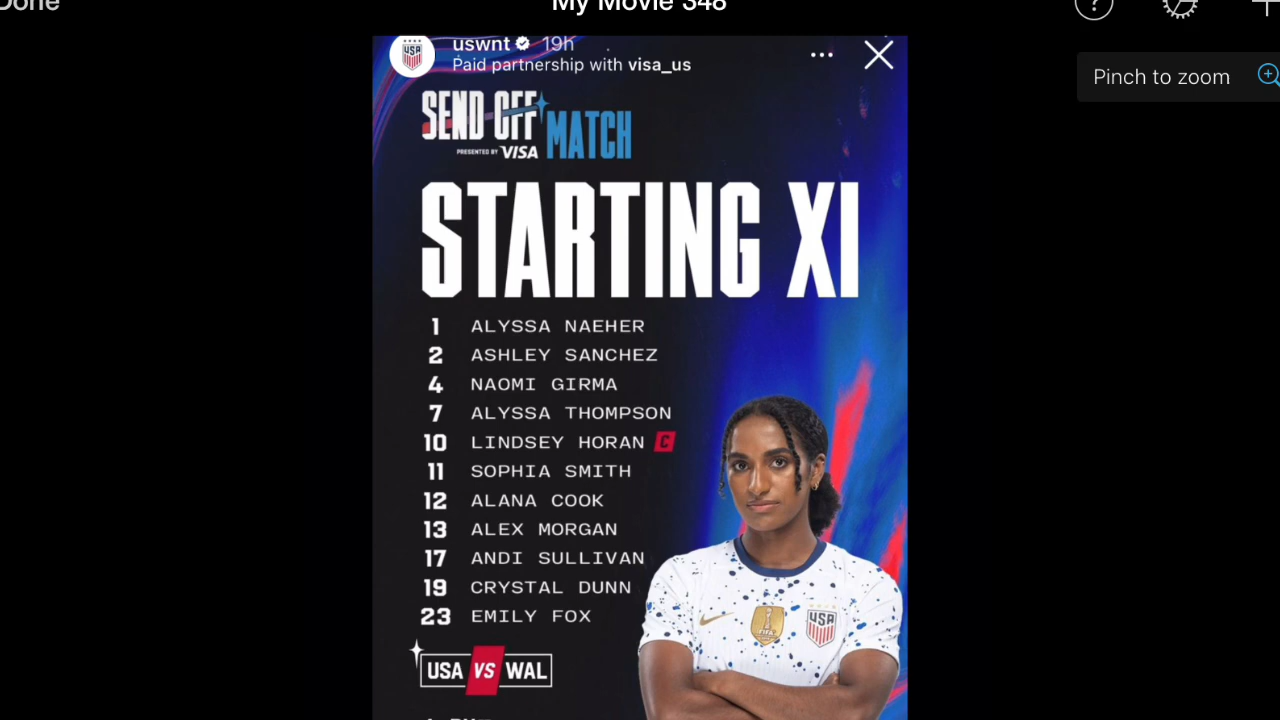 Done
My Movie 348
?
uswnt 19h
Paid partnership with visa_us
Pinch to zoom
SEND OFF MATCH
PRESENTED BY VISA
STARTING XI
1 ALYSSA NAEHER
2 ASHLEY SANCHEZ
4 NAOMI GIRMA
7 ALYSSA THOMPSON
10 LINDSEY HORAN C
11 SOPHIA SMITH
12 ALANA COOK
13 ALEX MORGAN
17 ANDI SULLIVAN
19 CRYSTAL DUNN
23 EMILY FOX
USA VS WAL
USA
FIFA
USA